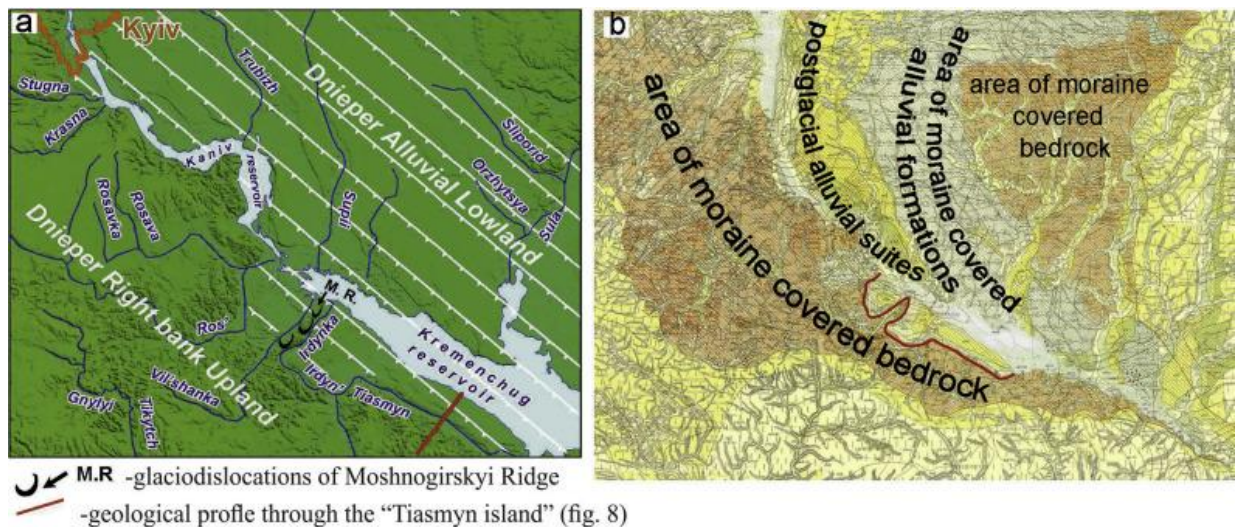 a
Kyiv
Stugna
Krasna
Trubizh
Dnieper Alluvial Lowland
Sliporid
Orzhytsya
Sula
Kaniv
reservoir
Supii
Rosavka
Rosava
Dnieper Right bank Upland
M.R.
Ros'
Irdynka
Irdyn'
Vil'shanka
Tiasmyn
Kremenchug
reservoir
Gnylyi
Tikytch
M.R -glaciodislocations of Moshnogirskyi Ridge
-geological profle through the “Tiasmyn island” (fig. 8)
b
postglacial alluvial suites
area of moraine covered
alluvial formations
area of moraine
covered
bedrock
area of moraine covered bedrock